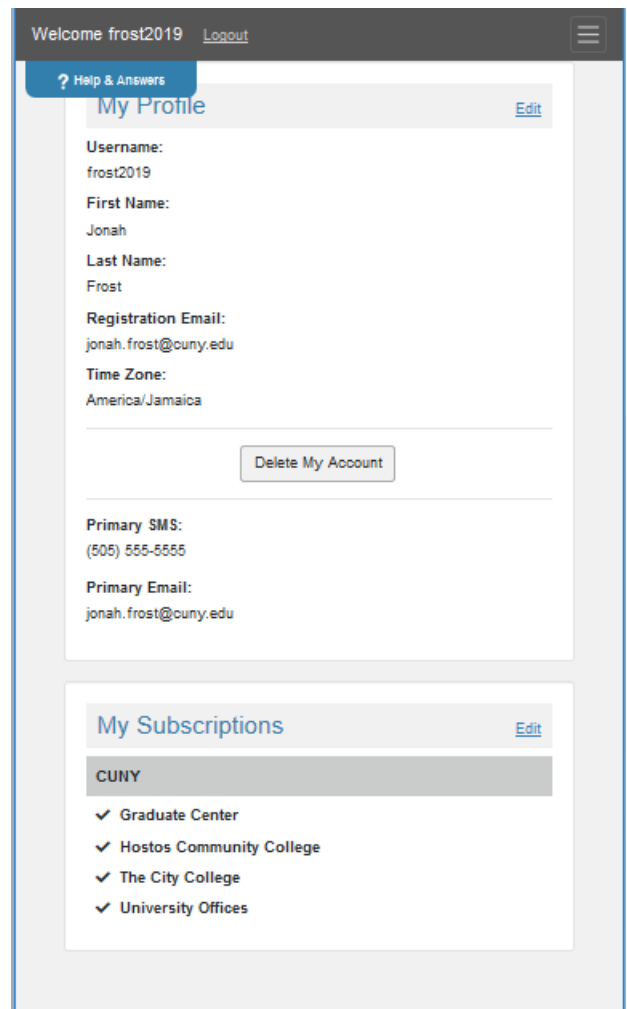 Welcome frost2019 Logout
? Help & Answers
My Profile Edit
Username:
frost2019
First Name:
Jonah
Last Name:
Frost
Registration Email:
jonah.frost@cuny.edu
Time Zone:
America/Jamaica
Delete My Account
Primary SMS:
(505) 555-5555
Primary Email:
jonah.frost@cuny.edu
My Subscriptions Edit
CUNY
Graduate Center
Hostos Community College
The City College
University Offices